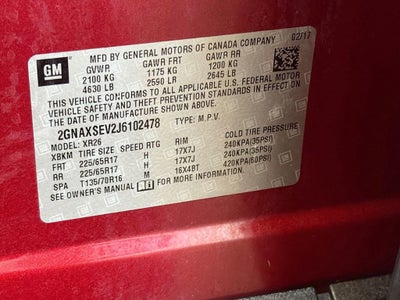 GM
MFD BY GENERAL MOTORS OF CANADA COMPANY 02/17
GVWR GAWR FRT GAWR RR
2100 KG 1175 KG 1200 KG
4630 LB 2590 LB 2645 LB
THIS VEHICLE CONFORMS TO ALL APPLICABLE U.S. FEDERAL MOTOR
VEHICLE SAFETY, BUMPER, AND THEFT PREVENTION STANDARDS IN EFFECT ON THE
DATE OF MANUFACTURE SHOWN ABOVE.
2GNAXSEV2J6102478 TYPE: M.P.V.
MODEL: XR26
XBKM TIRE SIZE SPEED RTG RIM COLD TIRE PRESSURE
FRT 225/65R17 H 17X7J 240KPA(35PSI)
RR 225/65R17 H 17X7J 240KPA(35PSI)
SPA T135/70R16 M 16X4BT 420KPA(60PSI)
SEE OWNER'S MANUAL FOR ADDITIONAL INFORMATION.